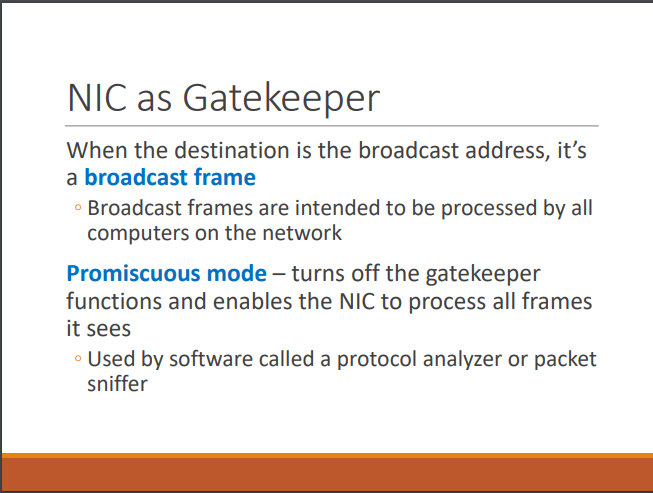 NIC as Gatekeeper
When the destination is the broadcast address, it’s
a broadcast frame
◦ Broadcast frames are intended to be processed by all
computers on the network
Promiscuous mode – turns off the gatekeeper
functions and enables the NIC to process all frames
it sees
◦ Used by software called a protocol analyzer or packet
sniffer